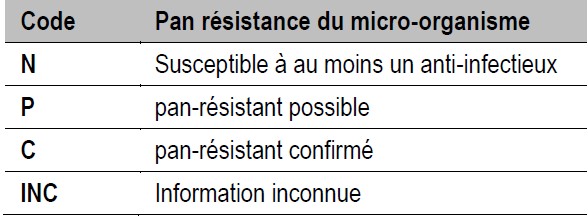 Code Pan résistance du micro-organisme
N Susceptible à au moins un anti-infectieux
P pan-résistant possible
C pan-résistant confirmé
INC Information inconnue